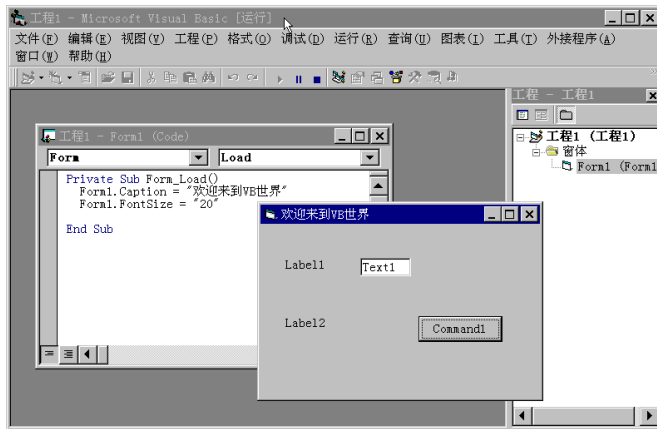 工程1 - Microsoft Visual Basic [运行]
文件(F) 编辑(E) 视图(V) 工程(P) 格式(O) 调试(D) 运行(R) 查询(U) 图表(I) 工具(T) 外接程序(A)
窗口(W) 帮助(H)
工程 - 工程1
工程1 (工程1)
窗体
Form1 (Form1
工程1 - Form1 (Code)
Form
Load
Private Sub Form_Load()
Form1.Caption = "欢迎来到VB世界"
Form1.FontSize = "20"
End Sub
欢迎来到VB世界
Label1
Text1
Label2
Command1